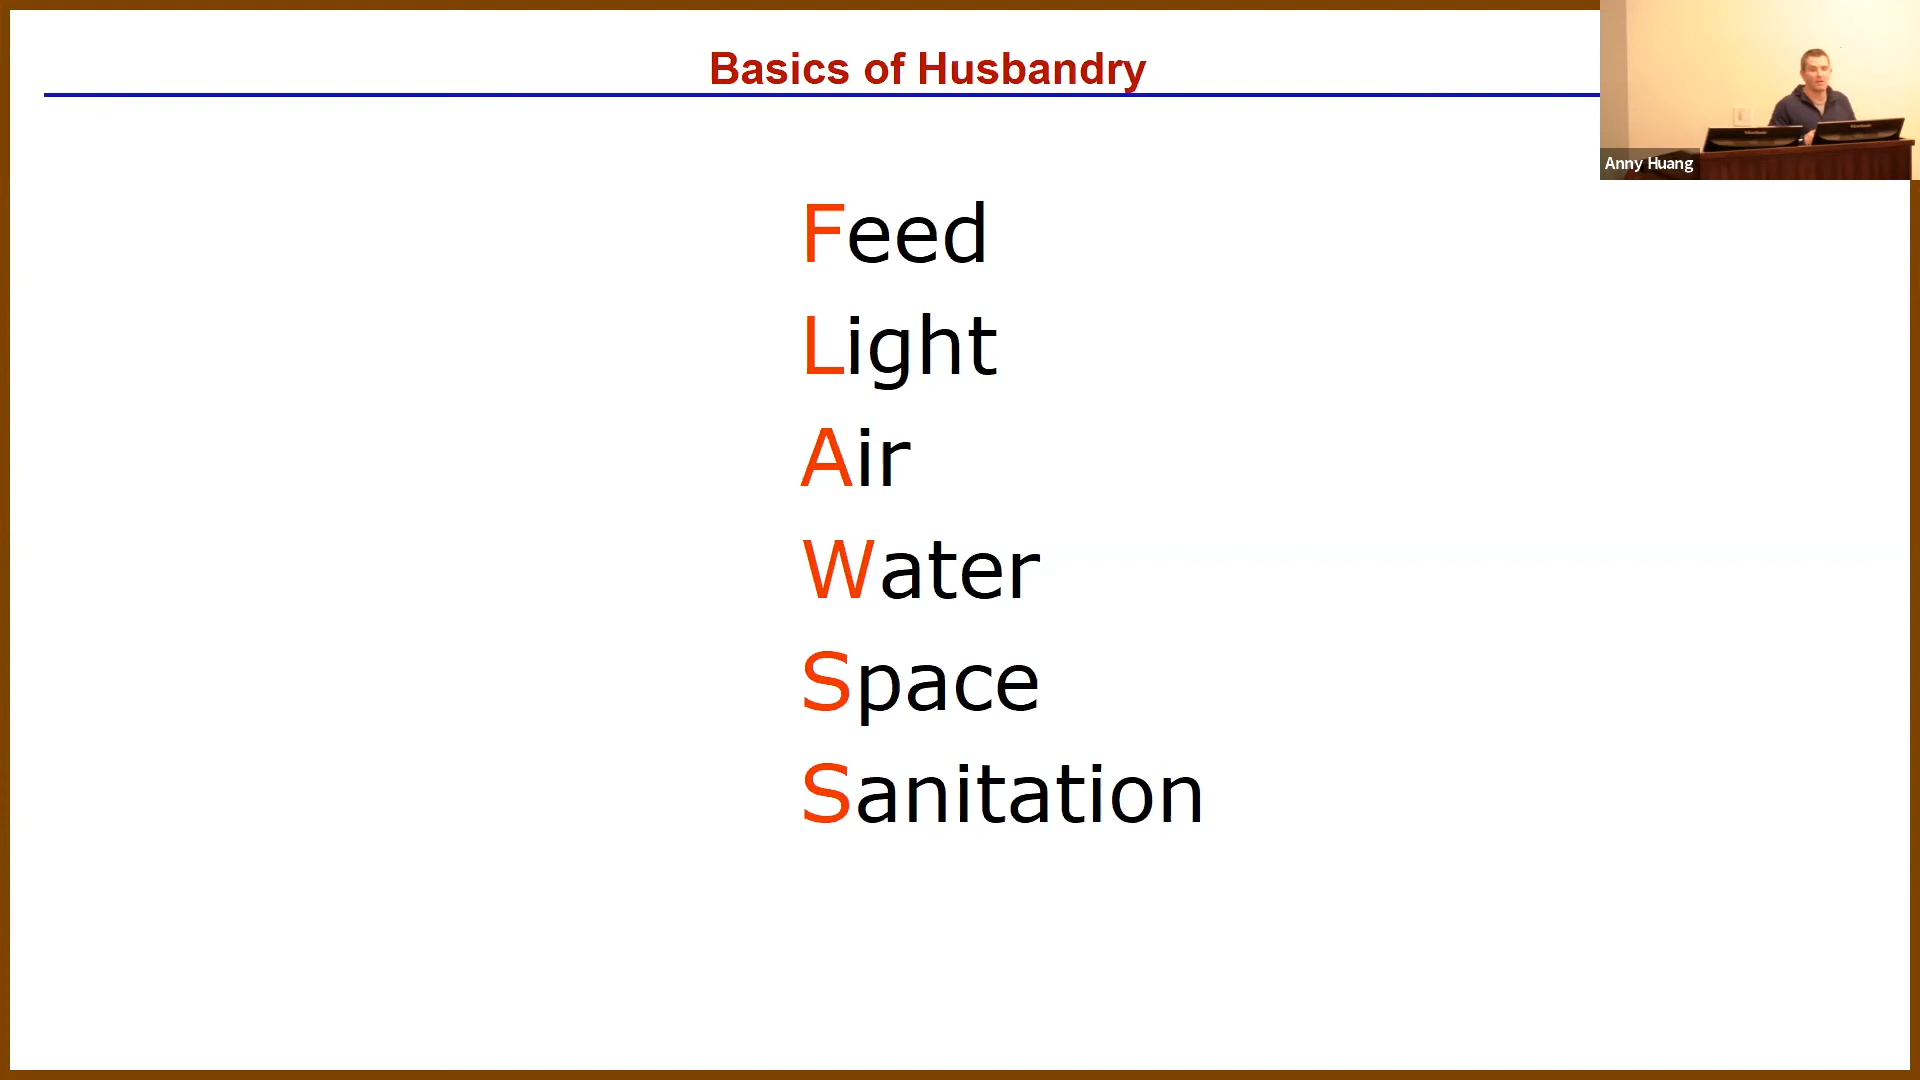 Basics of Husbandry
Anny Huang
Feed
Light
Air
Water
Space
Sanitation